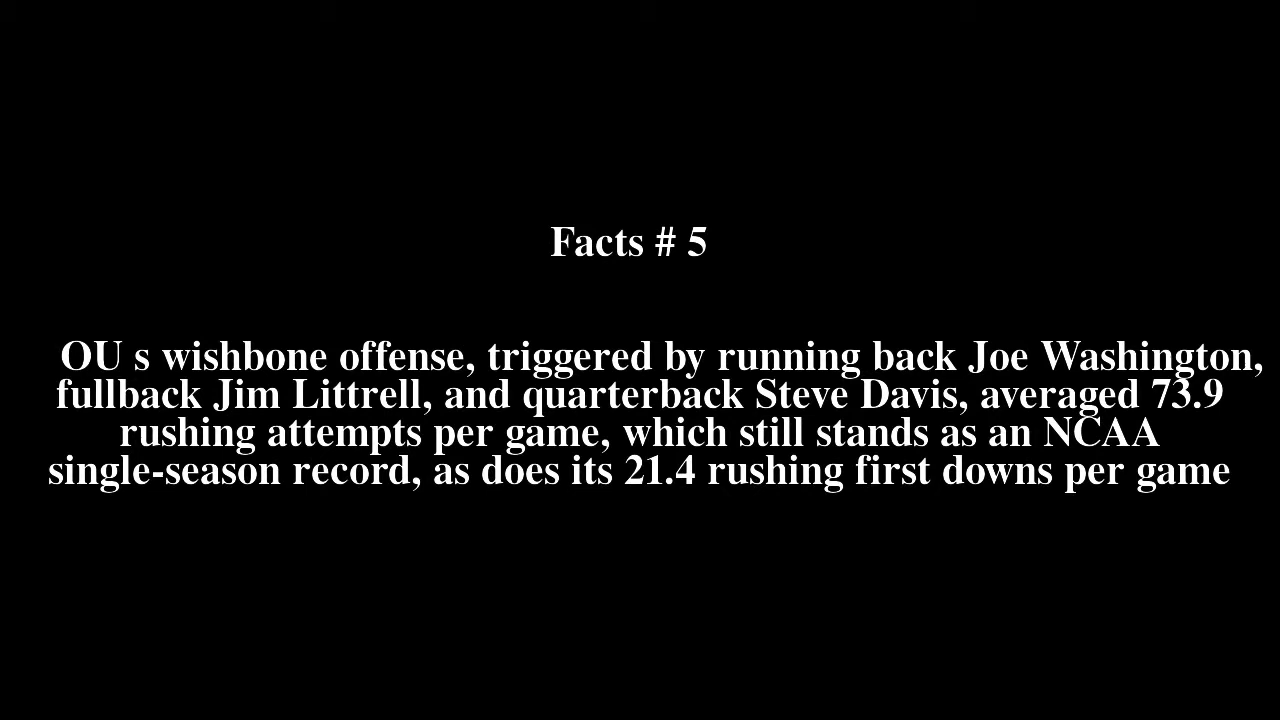 Facts # 5
OU s wishbone offense, triggered by running back Joe Washington,
fullback Jim Littrell, and quarterback Steve Davis, averaged 73.9
rushing attempts per game, which still stands as an NCAA
single-season record, as does its 21.4 rushing first downs per game